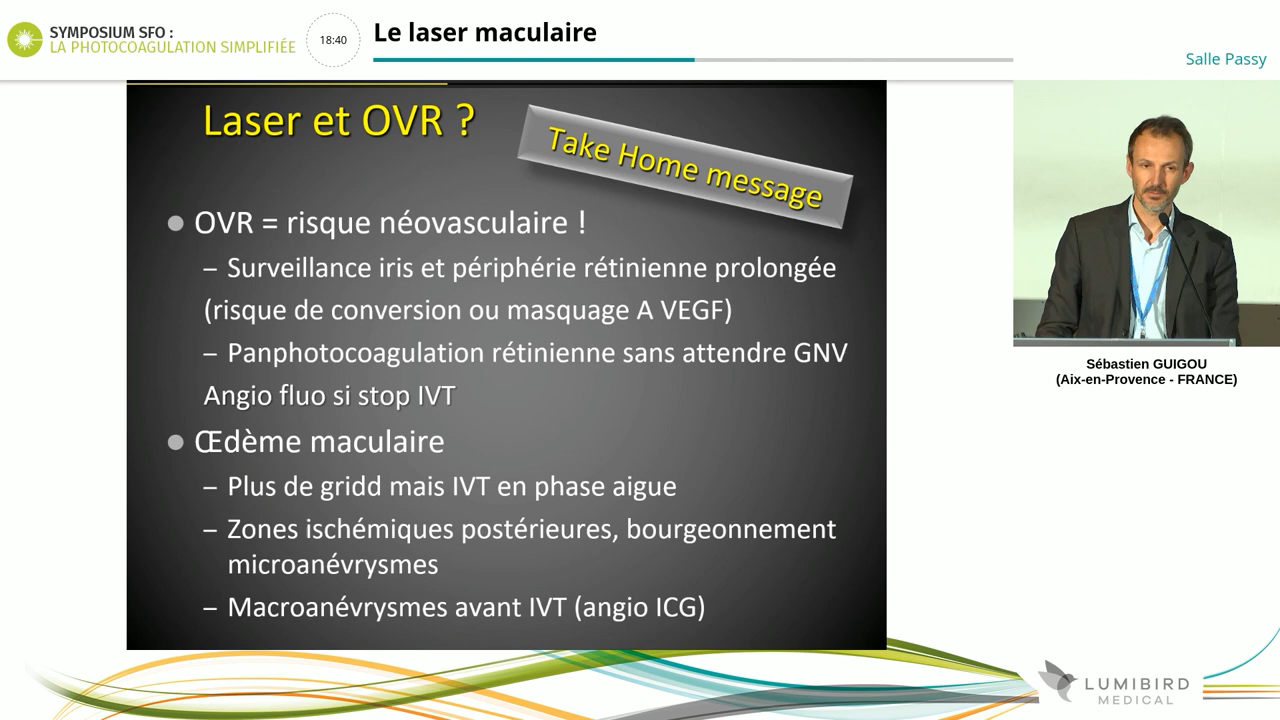 SYMPOSIUM SFO :
LA PHOTOCOAGULATION SIMPLIFIÉE
18:40
Le laser maculaire
Salle Passy
Laser et OVR ?
Take Home message
● OVR = risque néovasculaire !
– Surveillance iris et périphérie rétinienne prolongée
(risque de conversion ou masquage A VEGF)
– Panphotocoagulation rétinienne sans attendre GNV
Angio fluo si stop IVT
● Œdème maculaire
– Plus de gridd mais IVT en phase aigue
– Zones ischémiques postérieures, bourgeonnement
microanévrysmes
– Macroanévrysmes avant IVT (angio ICG)
Sébastien GUIGOU
(Aix-en-Provence - FRANCE)
LUMIBIRD
MEDICAL